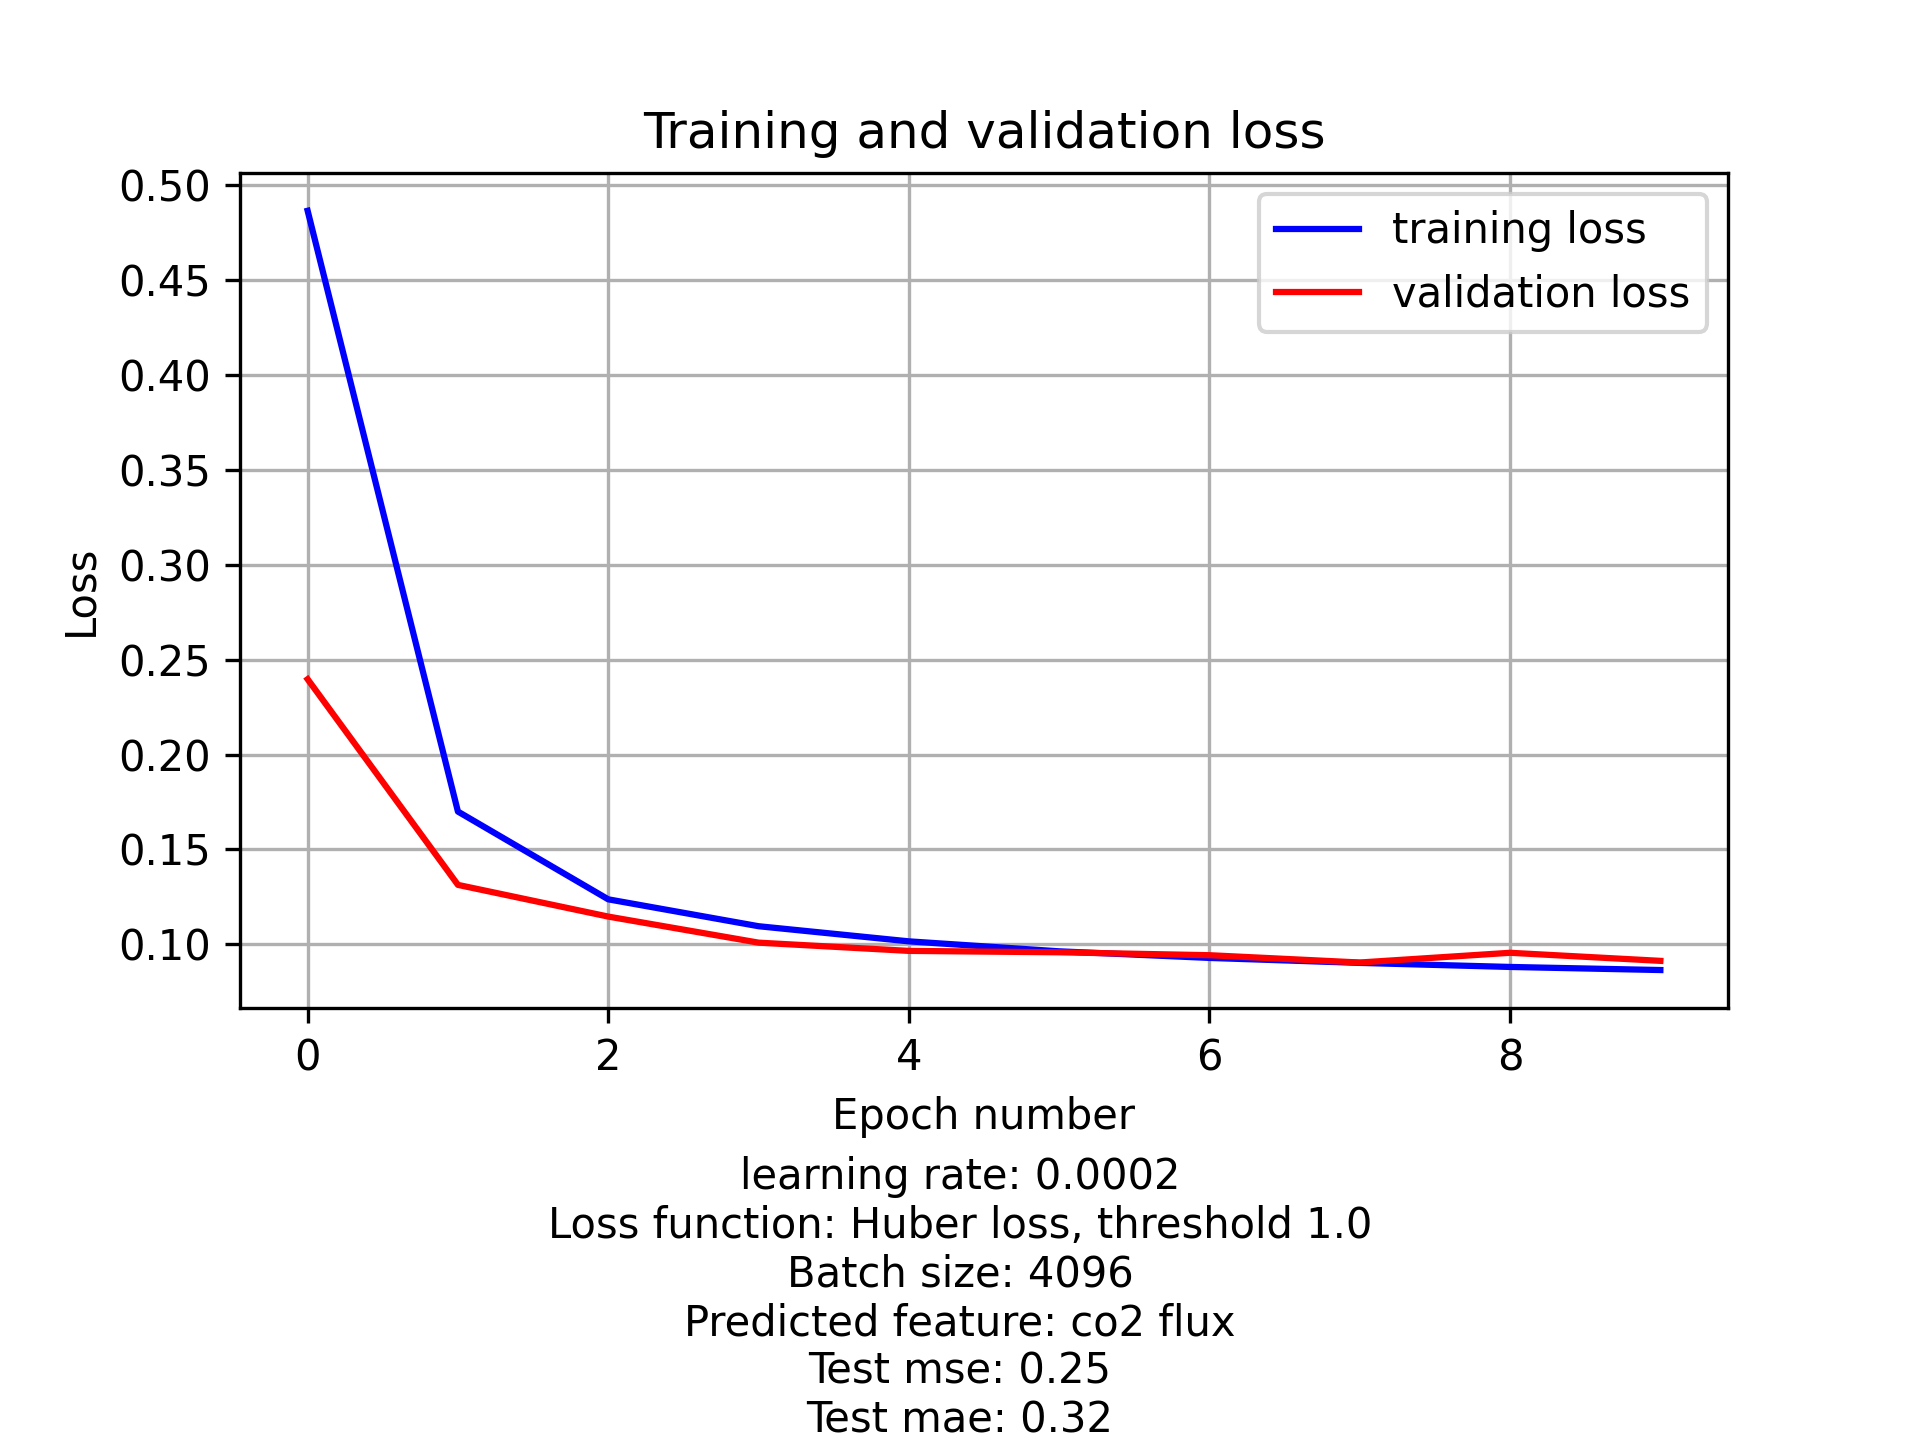 Training and validation loss
0.50
0.45
0.40
0.35
0.30
0.25
0.20
0.15
0.10
Loss
training loss
validation loss
0 2 4 6 8
Epoch number
learning rate: 0.0002
Loss function: Huber loss, threshold 1.0
Batch size: 4096
Predicted feature: co2 flux
Test mse: 0.25
Test mae: 0.32